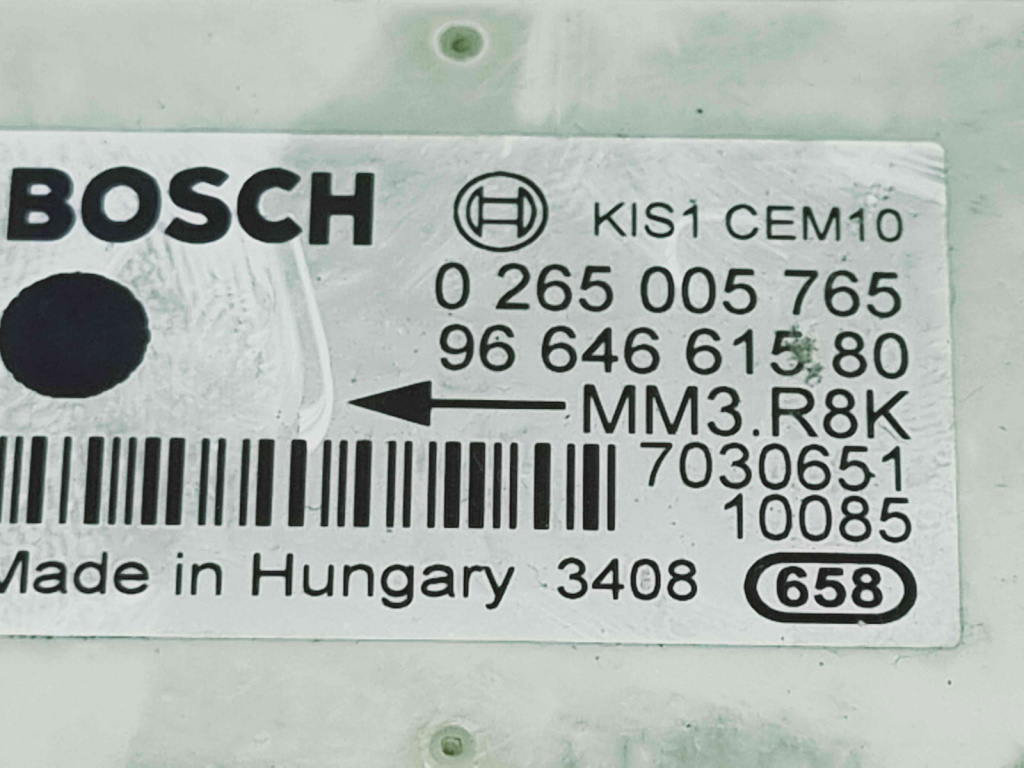 BOSCH KIS1 CEM10
0 265 005 765
96 646 615 80
MM3.R8K
7030651
10085
Made in Hungary 3408 658